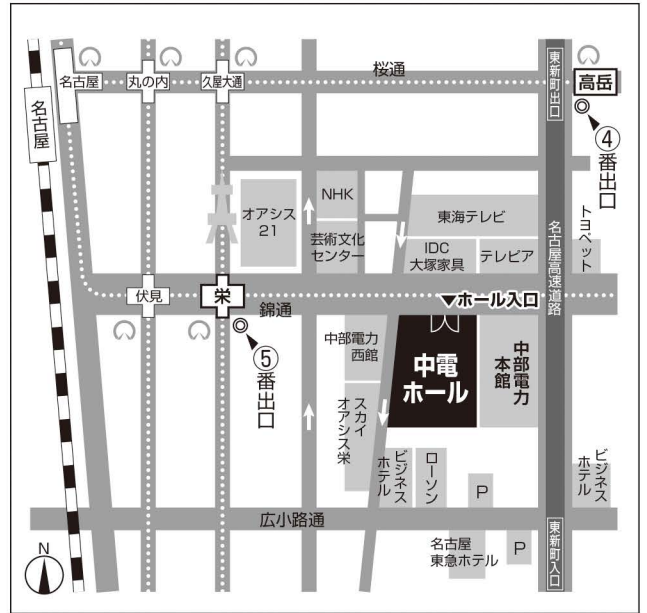 名古屋
丸の内
久屋大通
桜通
東新町出口
高岳
④番出口
名古屋
オアシス
21
NHK
芸術文化
センター
東海テレビ
IDC
大塚家具
テレピア
名古屋高速道路
トヨペット
伏見
栄
錦通
▼ホール入口
⑤番出口
中部電力
西館
中電
ホール
中部電力
本館
スカイ
オアシス栄
ビジネス
ホテル
ローソン
P
ビジネス
ホテル
広小路通
名古屋
東急ホテル
P
東新町入口
N